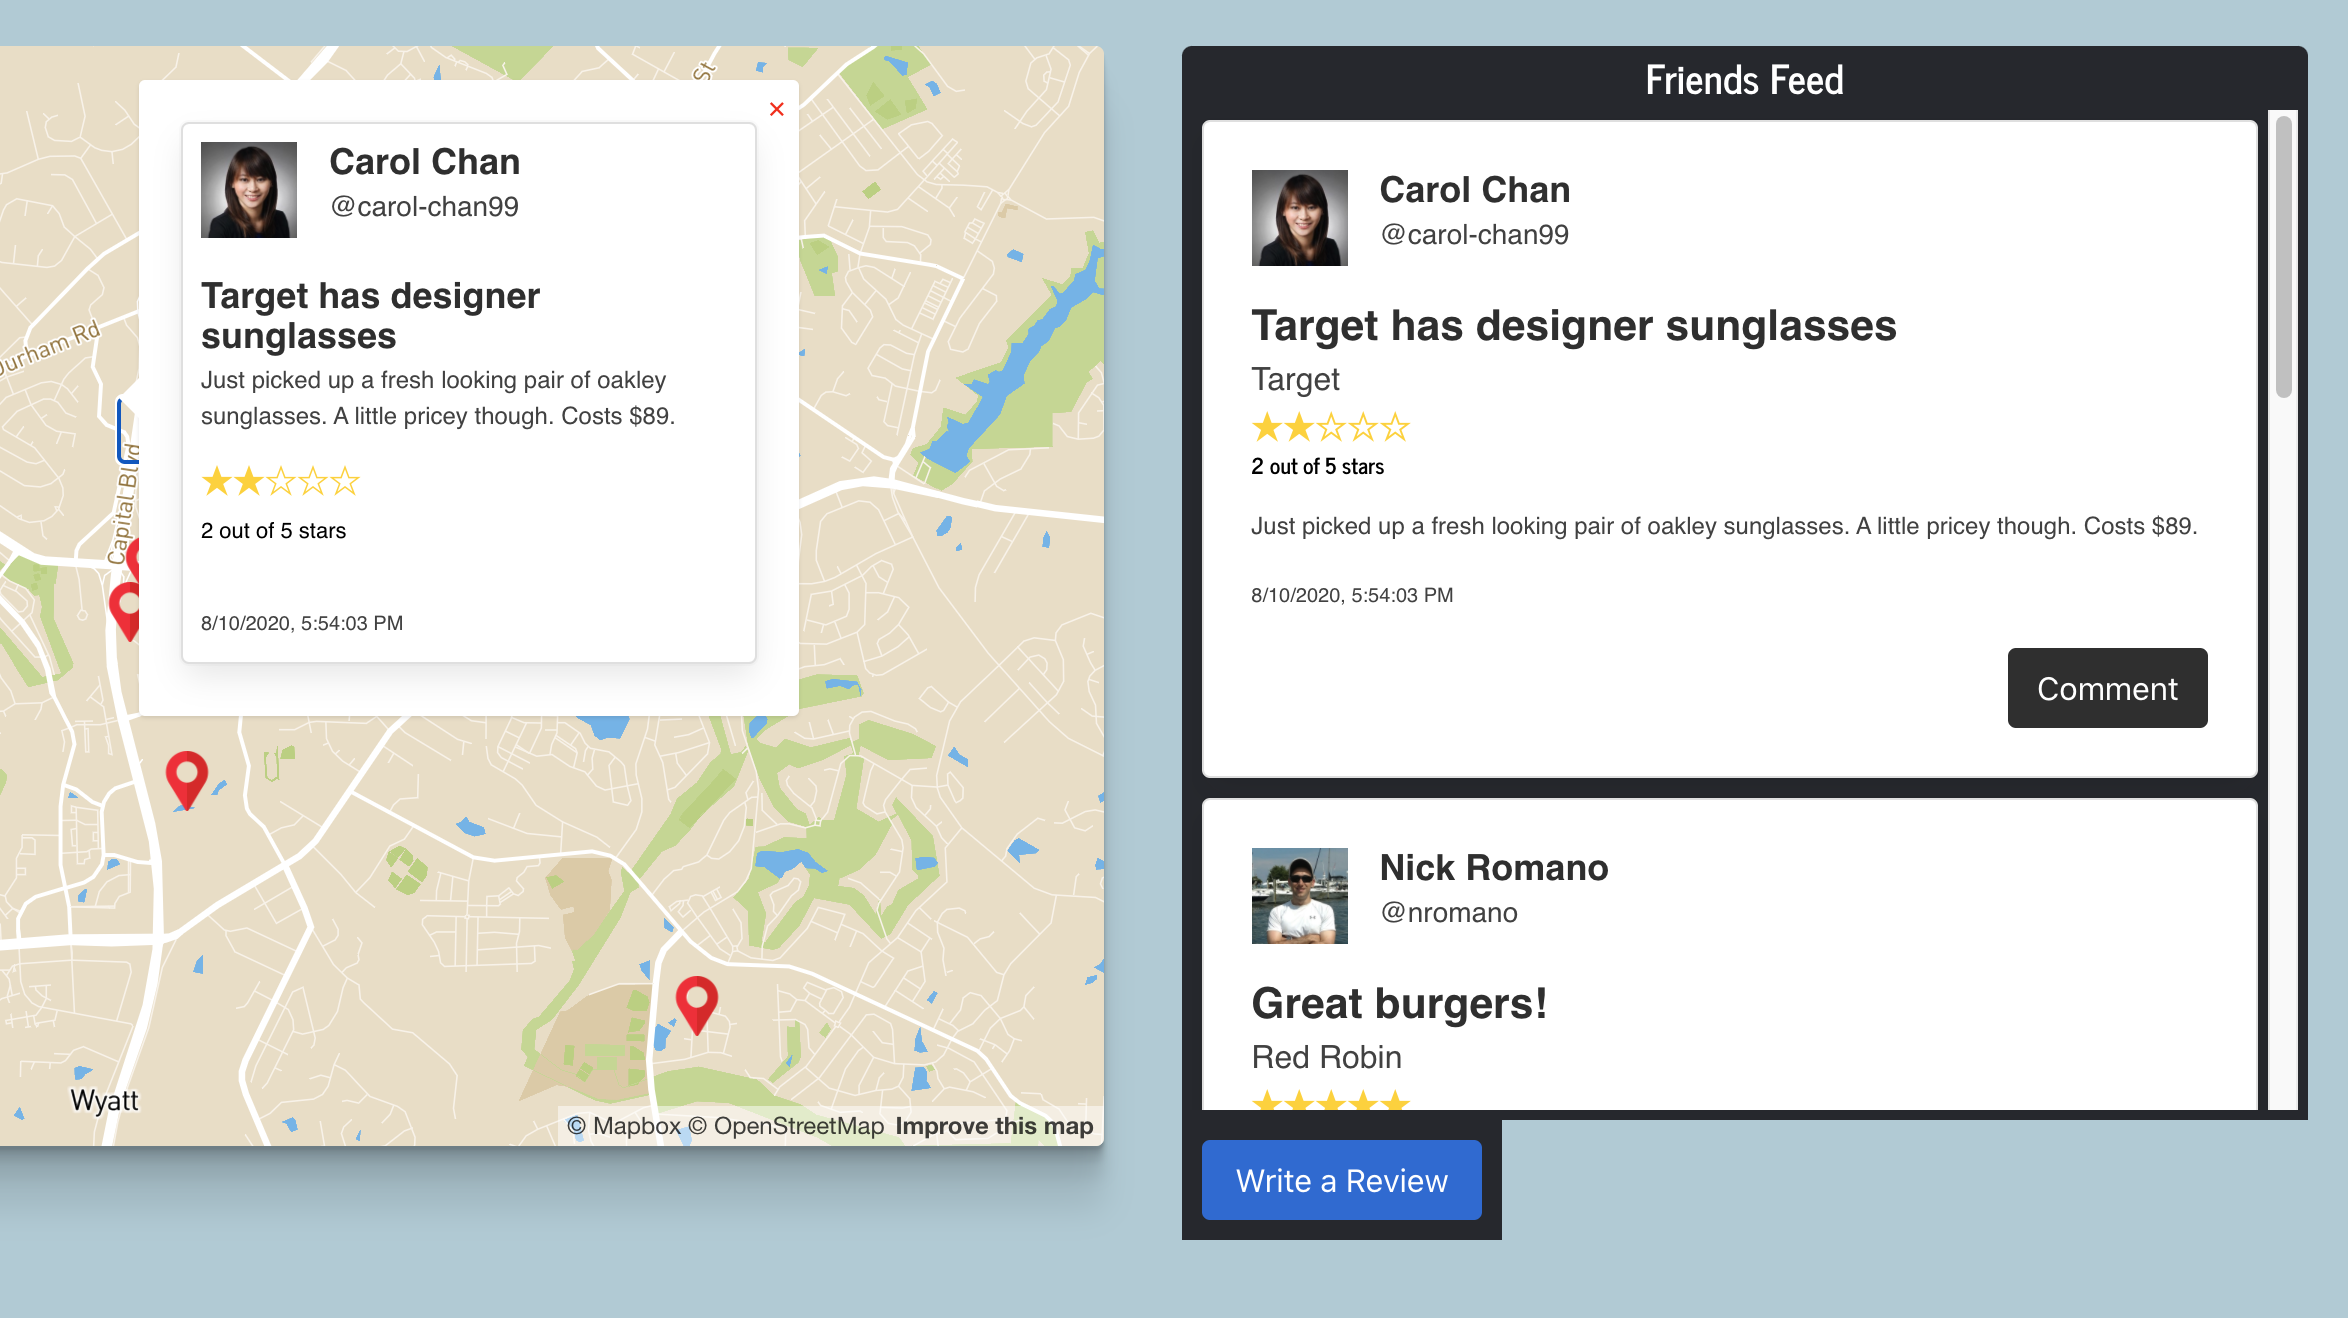 St
Durham Rd
Capital Blvd
Wyatt
×
Carol Chan
@carol-chan99
Target has designer
sunglasses
Just picked up a fresh looking pair of oakley
sunglasses. A little pricey though. Costs $89.
★★☆☆☆
2 out of 5 stars
8/10/2020, 5:54:03 PM
© Mapbox © OpenStreetMap Improve this map
Friends Feed
Carol Chan
@carol-chan99
Target has designer sunglasses
Target
★★☆☆☆
2 out of 5 stars
Just picked up a fresh looking pair of oakley sunglasses. A little pricey though. Costs $89.
8/10/2020, 5:54:03 PM
Comment
Nick Romano
@nromano
Great burgers!
Red Robin
★★★★★
Write a Review